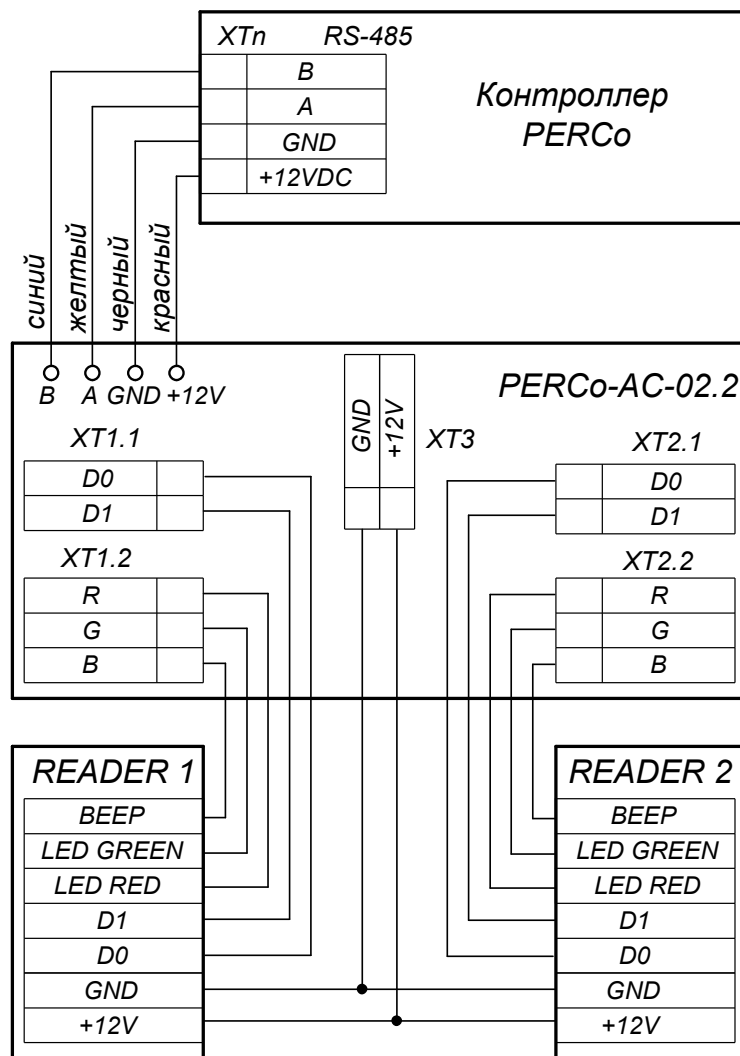 XTn RS-485
B
A
GND
+12VDC
Контроллер
PERCo
синий
желтый
черный
красный
B A GND +12V
GND
+12V
XT3
PERCo-AC-02.2
XT1.1
D0
D1
XT1.2
R
G
B
XT2.1
D0
D1
XT2.2
R
G
B
READER 1
BEEP
LED GREEN
LED RED
D1
D0
GND
+12V
READER 2
BEEP
LED GREEN
LED RED
D1
D0
GND
+12V